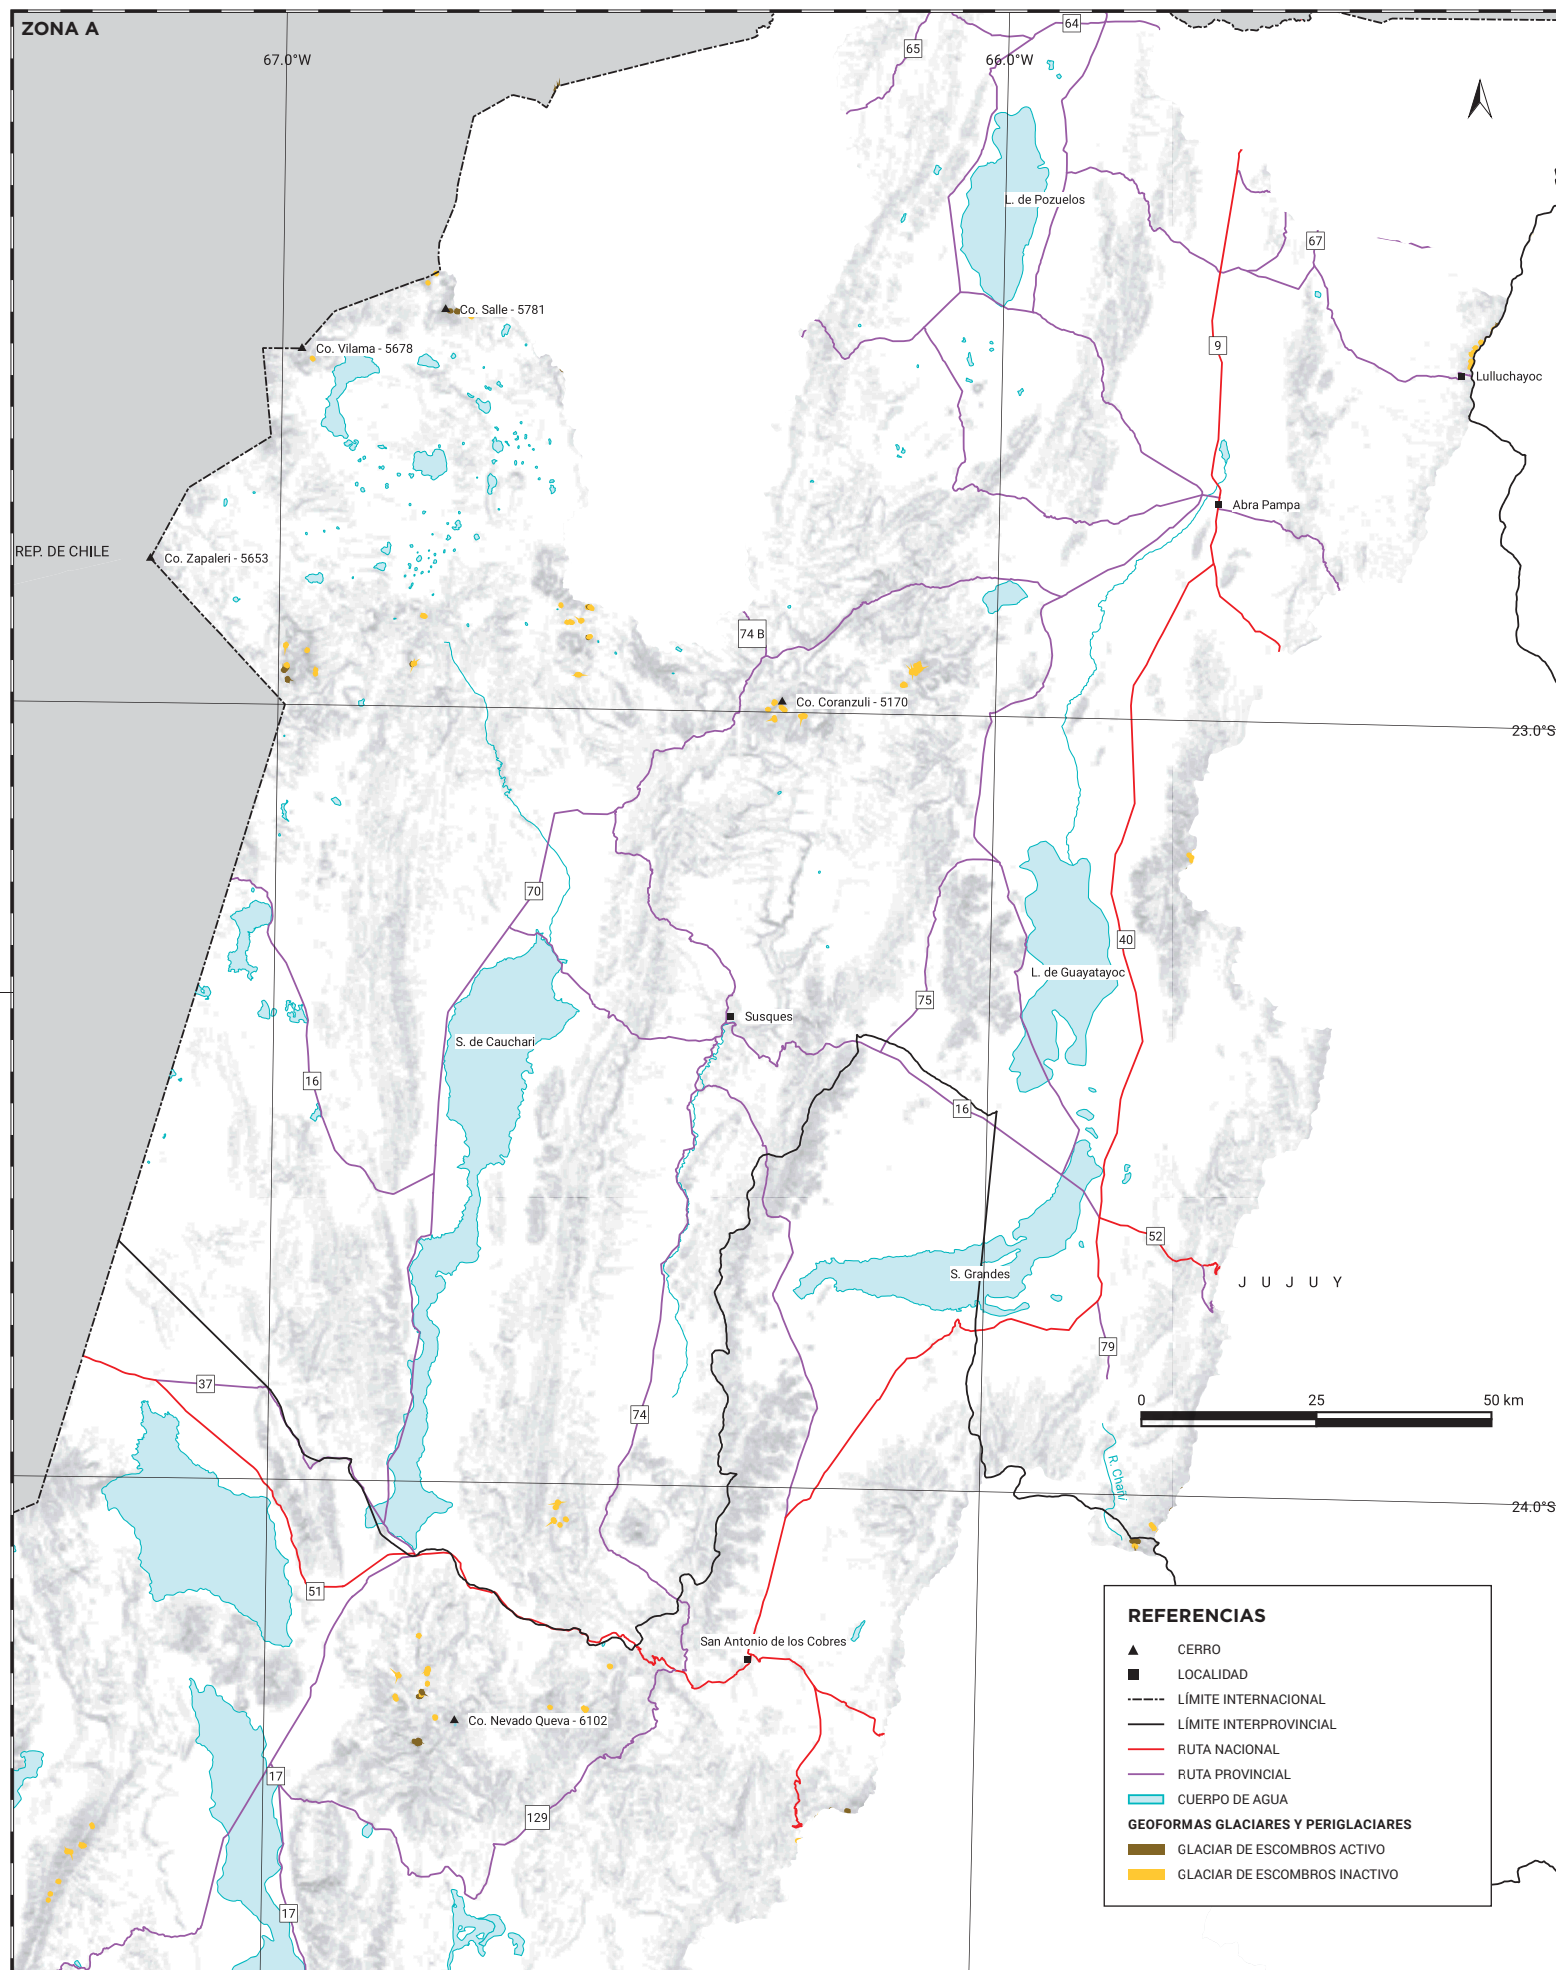 ZONA A
64
65
67.0°W
66.0°W
L. de Pozuelos
67
Co. Salle - 5781
Co. Vilama - 5678
9
Lulluchayoc
Abra Pampa
REP. DE CHILE
Co. Zapaleri - 5653
74 B
Co. Coranzuli - 5170
23.0°S
70
40
L. de Guayatayoc
75
Susques
S. de Cauchari
16
16
52
S. Grandes
J U J U Y
79
37
0 25 50 km
74
R. Chañi
24.0°S
51
San Antonio de los Cobres
Co. Nevado Queva - 6102
17
129
17
REFERENCIAS
CERRO
LOCALIDAD
LÍMITE INTERNACIONAL
LÍMITE INTERPROVINCIAL
RUTA NACIONAL
RUTA PROVINCIAL
CUERPO DE AGUA
GEOFORMAS GLACIARES Y PERIGLACIARES
GLACIAR DE ESCOMBROS ACTIVO
GLACIAR DE ESCOMBROS INACTIVO